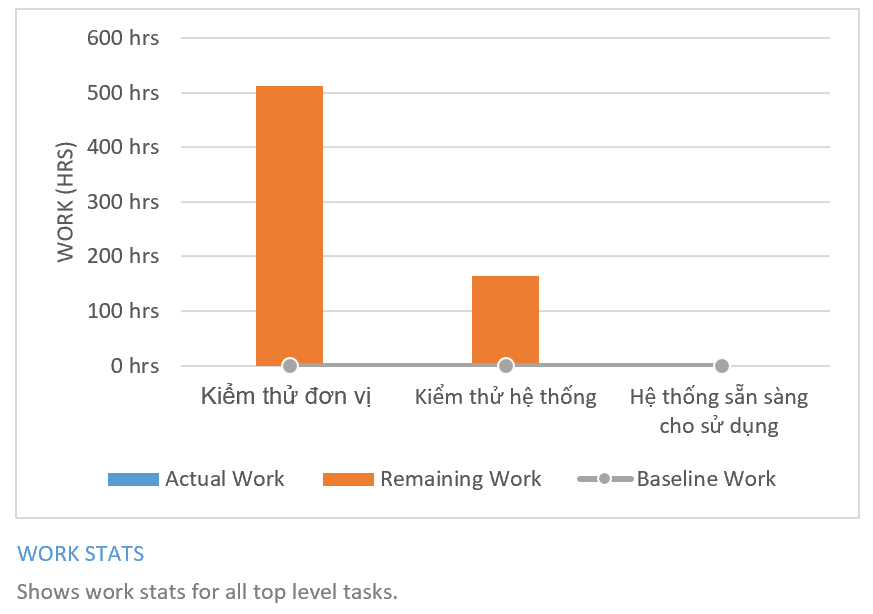 600 hrs
500 hrs
400 hrs
300 hrs
200 hrs
100 hrs
0 hrs
WORK (HRS)
Kiểm thử đơn vị
Kiểm thử hệ thống
Hệ thống sẵn sàng
cho sử dụng
Actual Work
Remaining Work
Baseline Work
WORK STATS
Shows work stats for all top level tasks.